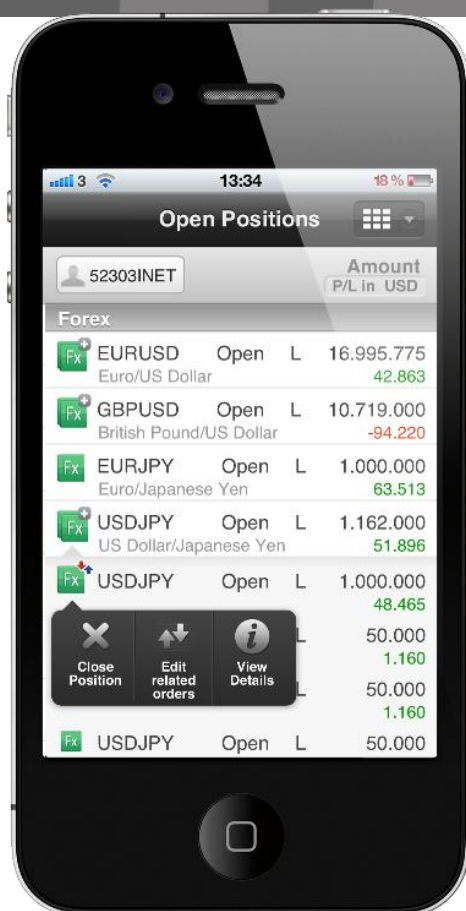 3 13:34 18 %
Open Positions
52303INET Amount
P/L in USD
Forex
Fx EURUSD Open L 16.995.775
Euro/US Dollar 42.863
Fx GBPUSD Open L 10.719.000
British Pound/US Dollar -94.220
Fx EURJPY Open L 1.000.000
Euro/Japanese Yen 63.513
Fx USDJPY Open L 1.162.000
US Dollar/Japanese Yen 51.896
Fx USDJPY Open L 1.000.000
48.465
L 50.000
1.160
L 50.000
1.160
Close Position
Edit related orders
i
View Details
Fx USDJPY Open L 50.000